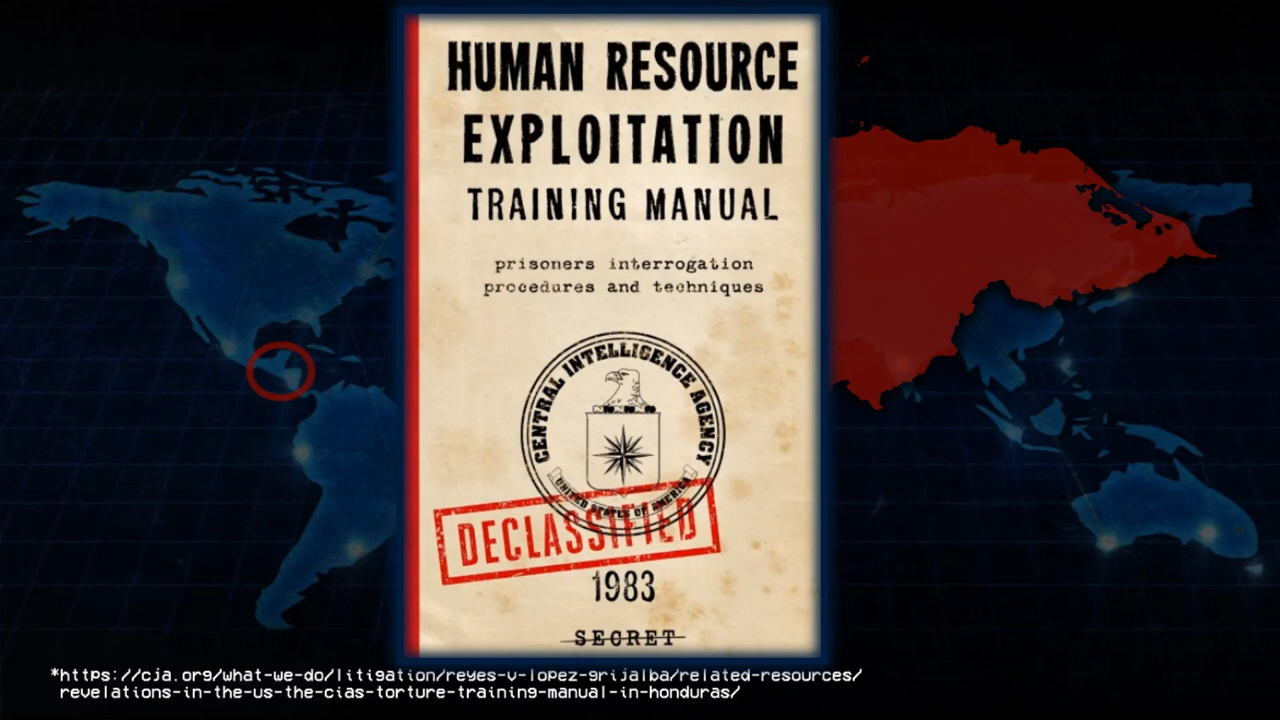 HUMAN RESOURCE
EXPLOITATION
TRAINING MANUAL
prisoners interrogation
procedures and techniques
CENTRAL INTELLIGENCE AGENCY
UNITED STATES OF AMERICA
DECLASSIFIED
1983
SECRET
*https://cja.org/what-we-do/litigation/reyes-v-lopez-grijalba/related-resources/
revelations-in-the-us-the-cias-torture-training-manual-in-honduras/